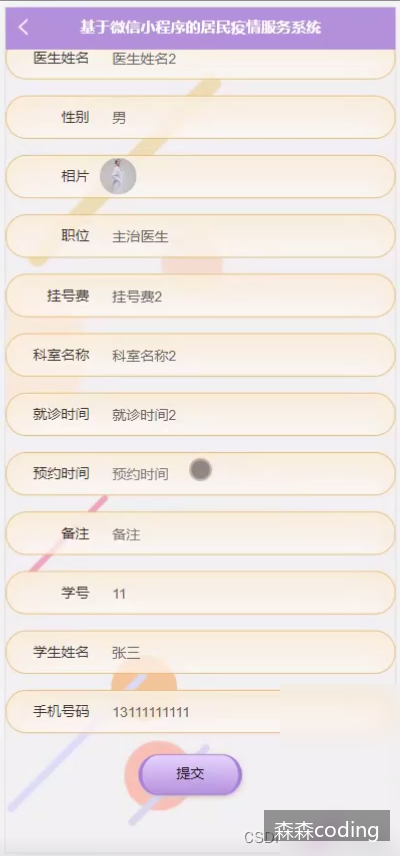 基于微信小程序的居民疫情服务系统
医生姓名 医生姓名2
性别 男
相片
职位 主治医生
挂号费 挂号费2
科室名称 科室名称2
就诊时间 就诊时间2
预约时间 预约时间
备注 备注
学号 11
学生姓名 张三
手机号码 13111111111
提交
森森coding
CSD